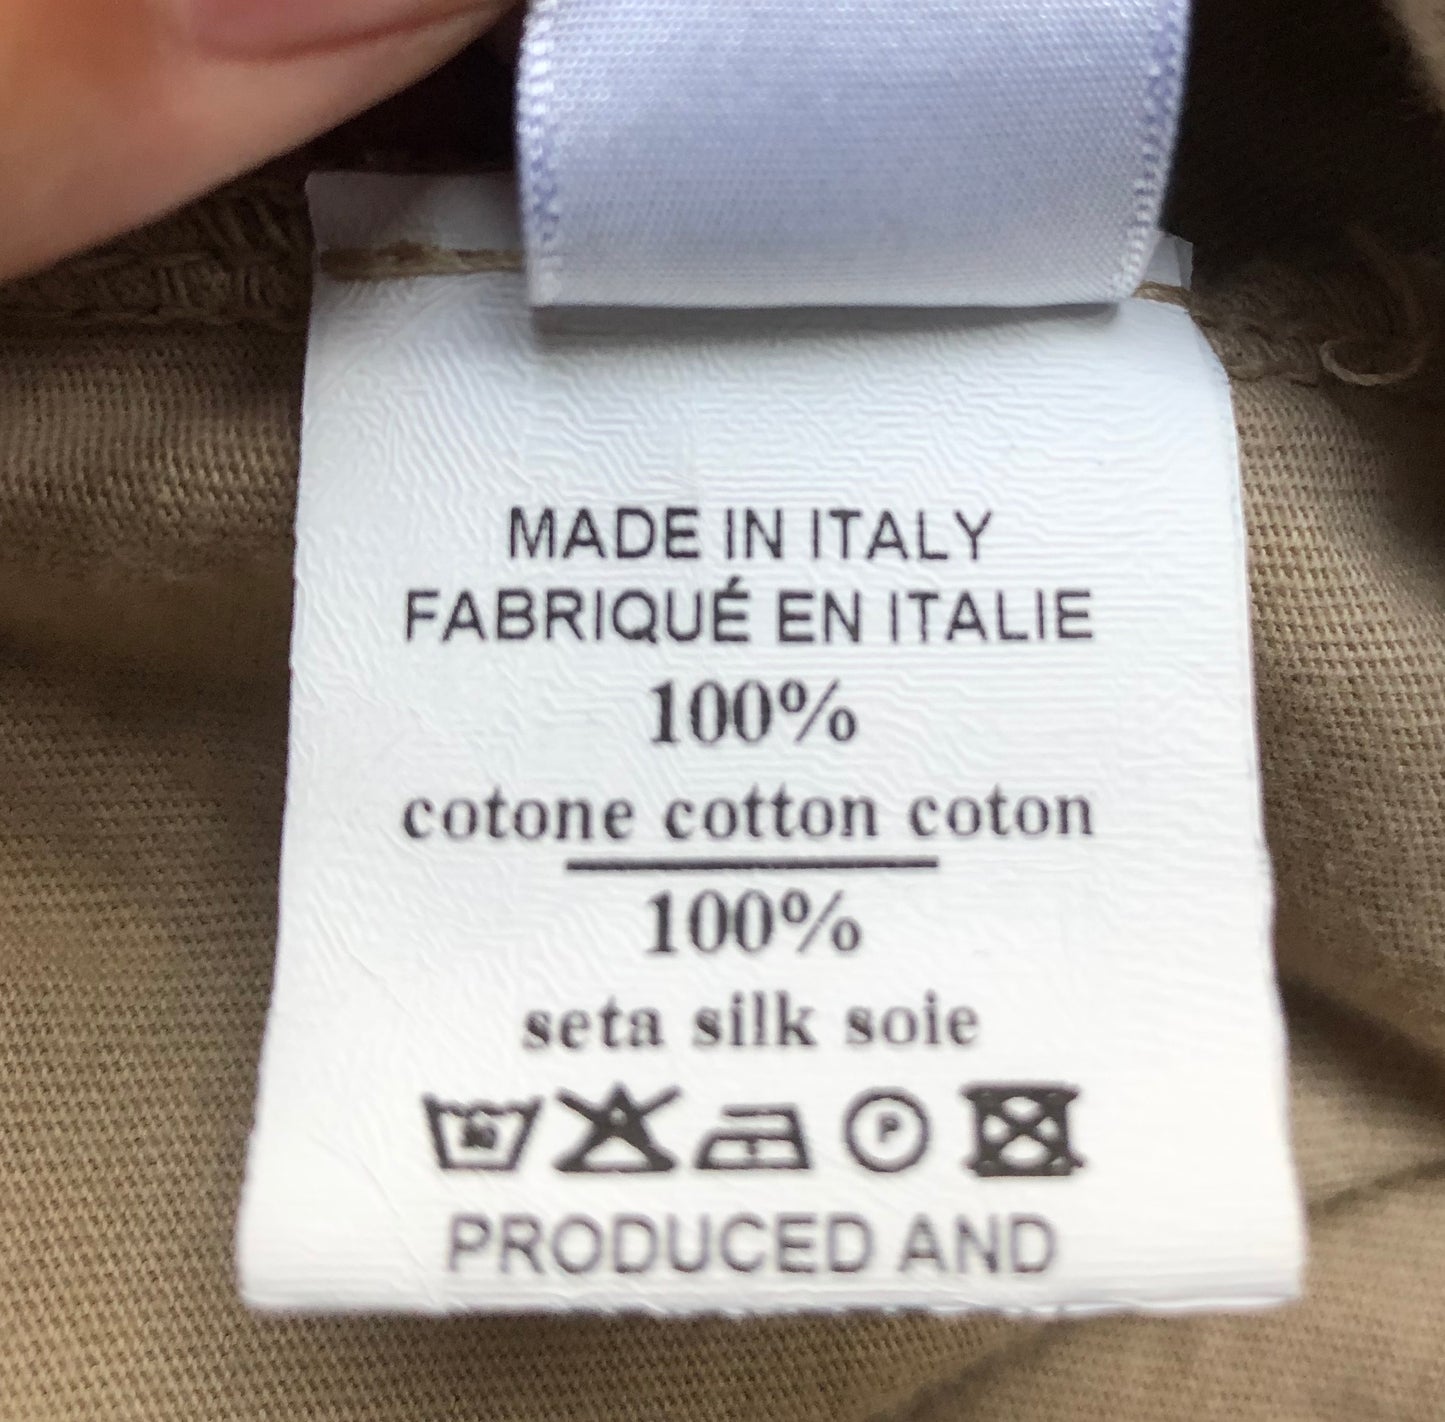 MADE IN ITALY
FABRIQUÉ EN ITALIE
100%
cotone cotton coton
100%
seta silk soie
P
PRODUCED AND